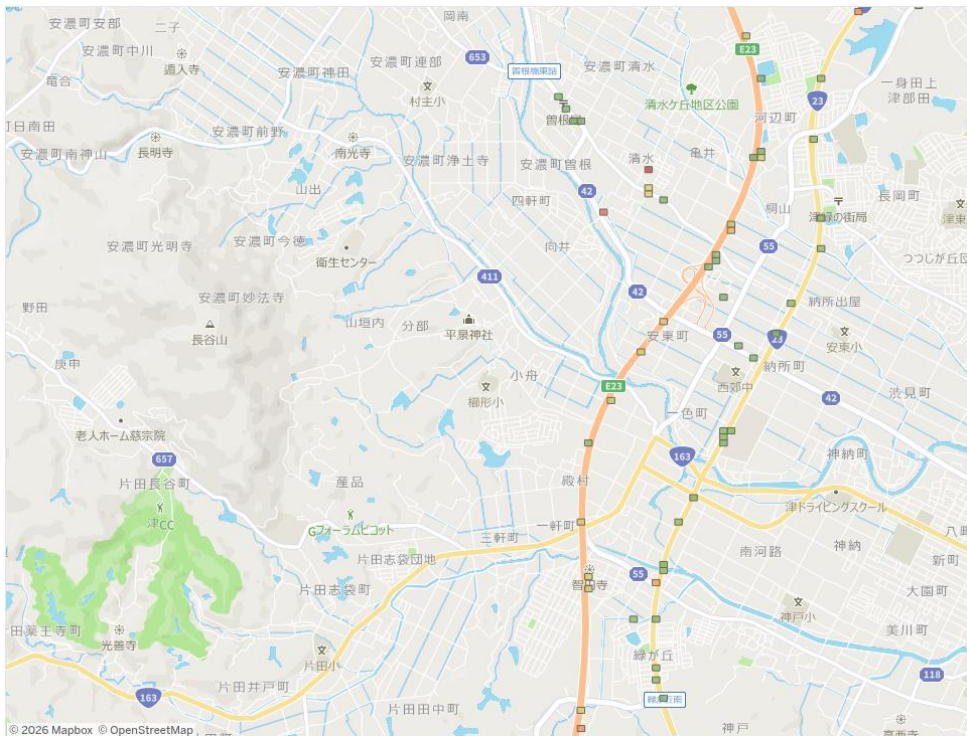 安濃町安部
二子
岡南
安濃町中川
遍入寺
安濃町連部
653
E23
安濃町清水
曽根橋東詰
一身田上
津部田
竜合
安濃町神田
村主小
清水ケ丘地区公園
23
河辺町
安濃町前野
長明寺
南光寺
安濃町南神山
安濃町浄土寺
安濃町曽根
清水
亀井
山出
42
四軒町
桐山
津緑の街局
長岡町
津東
安濃町光明寺
安濃町今徳
衛生センター
向井
55
つつじが丘団
411
42
野田
安濃町妙法寺
長谷山
山垣内
分部
平泉神社
納所出屋
安東町
55
23
安東小
庚申
小舟
E23
西郊中
納所町
渋見町
櫛形小
42
老人ホーム慈宗院
一色町
163
657
神納町
片田長谷町
産品
殿村
津CC
Gフォーラムピコット
津ドライビングスクール
一軒町
三軒町
片田志袋団地
南河路
神納
新町
片田志袋町
55
大園町
神戸小
光善寺
片田小
美川町
緑が丘
118
163
片田井戸町
片田田中町
神戸
© 2026 Mapbox © OpenStreetMap